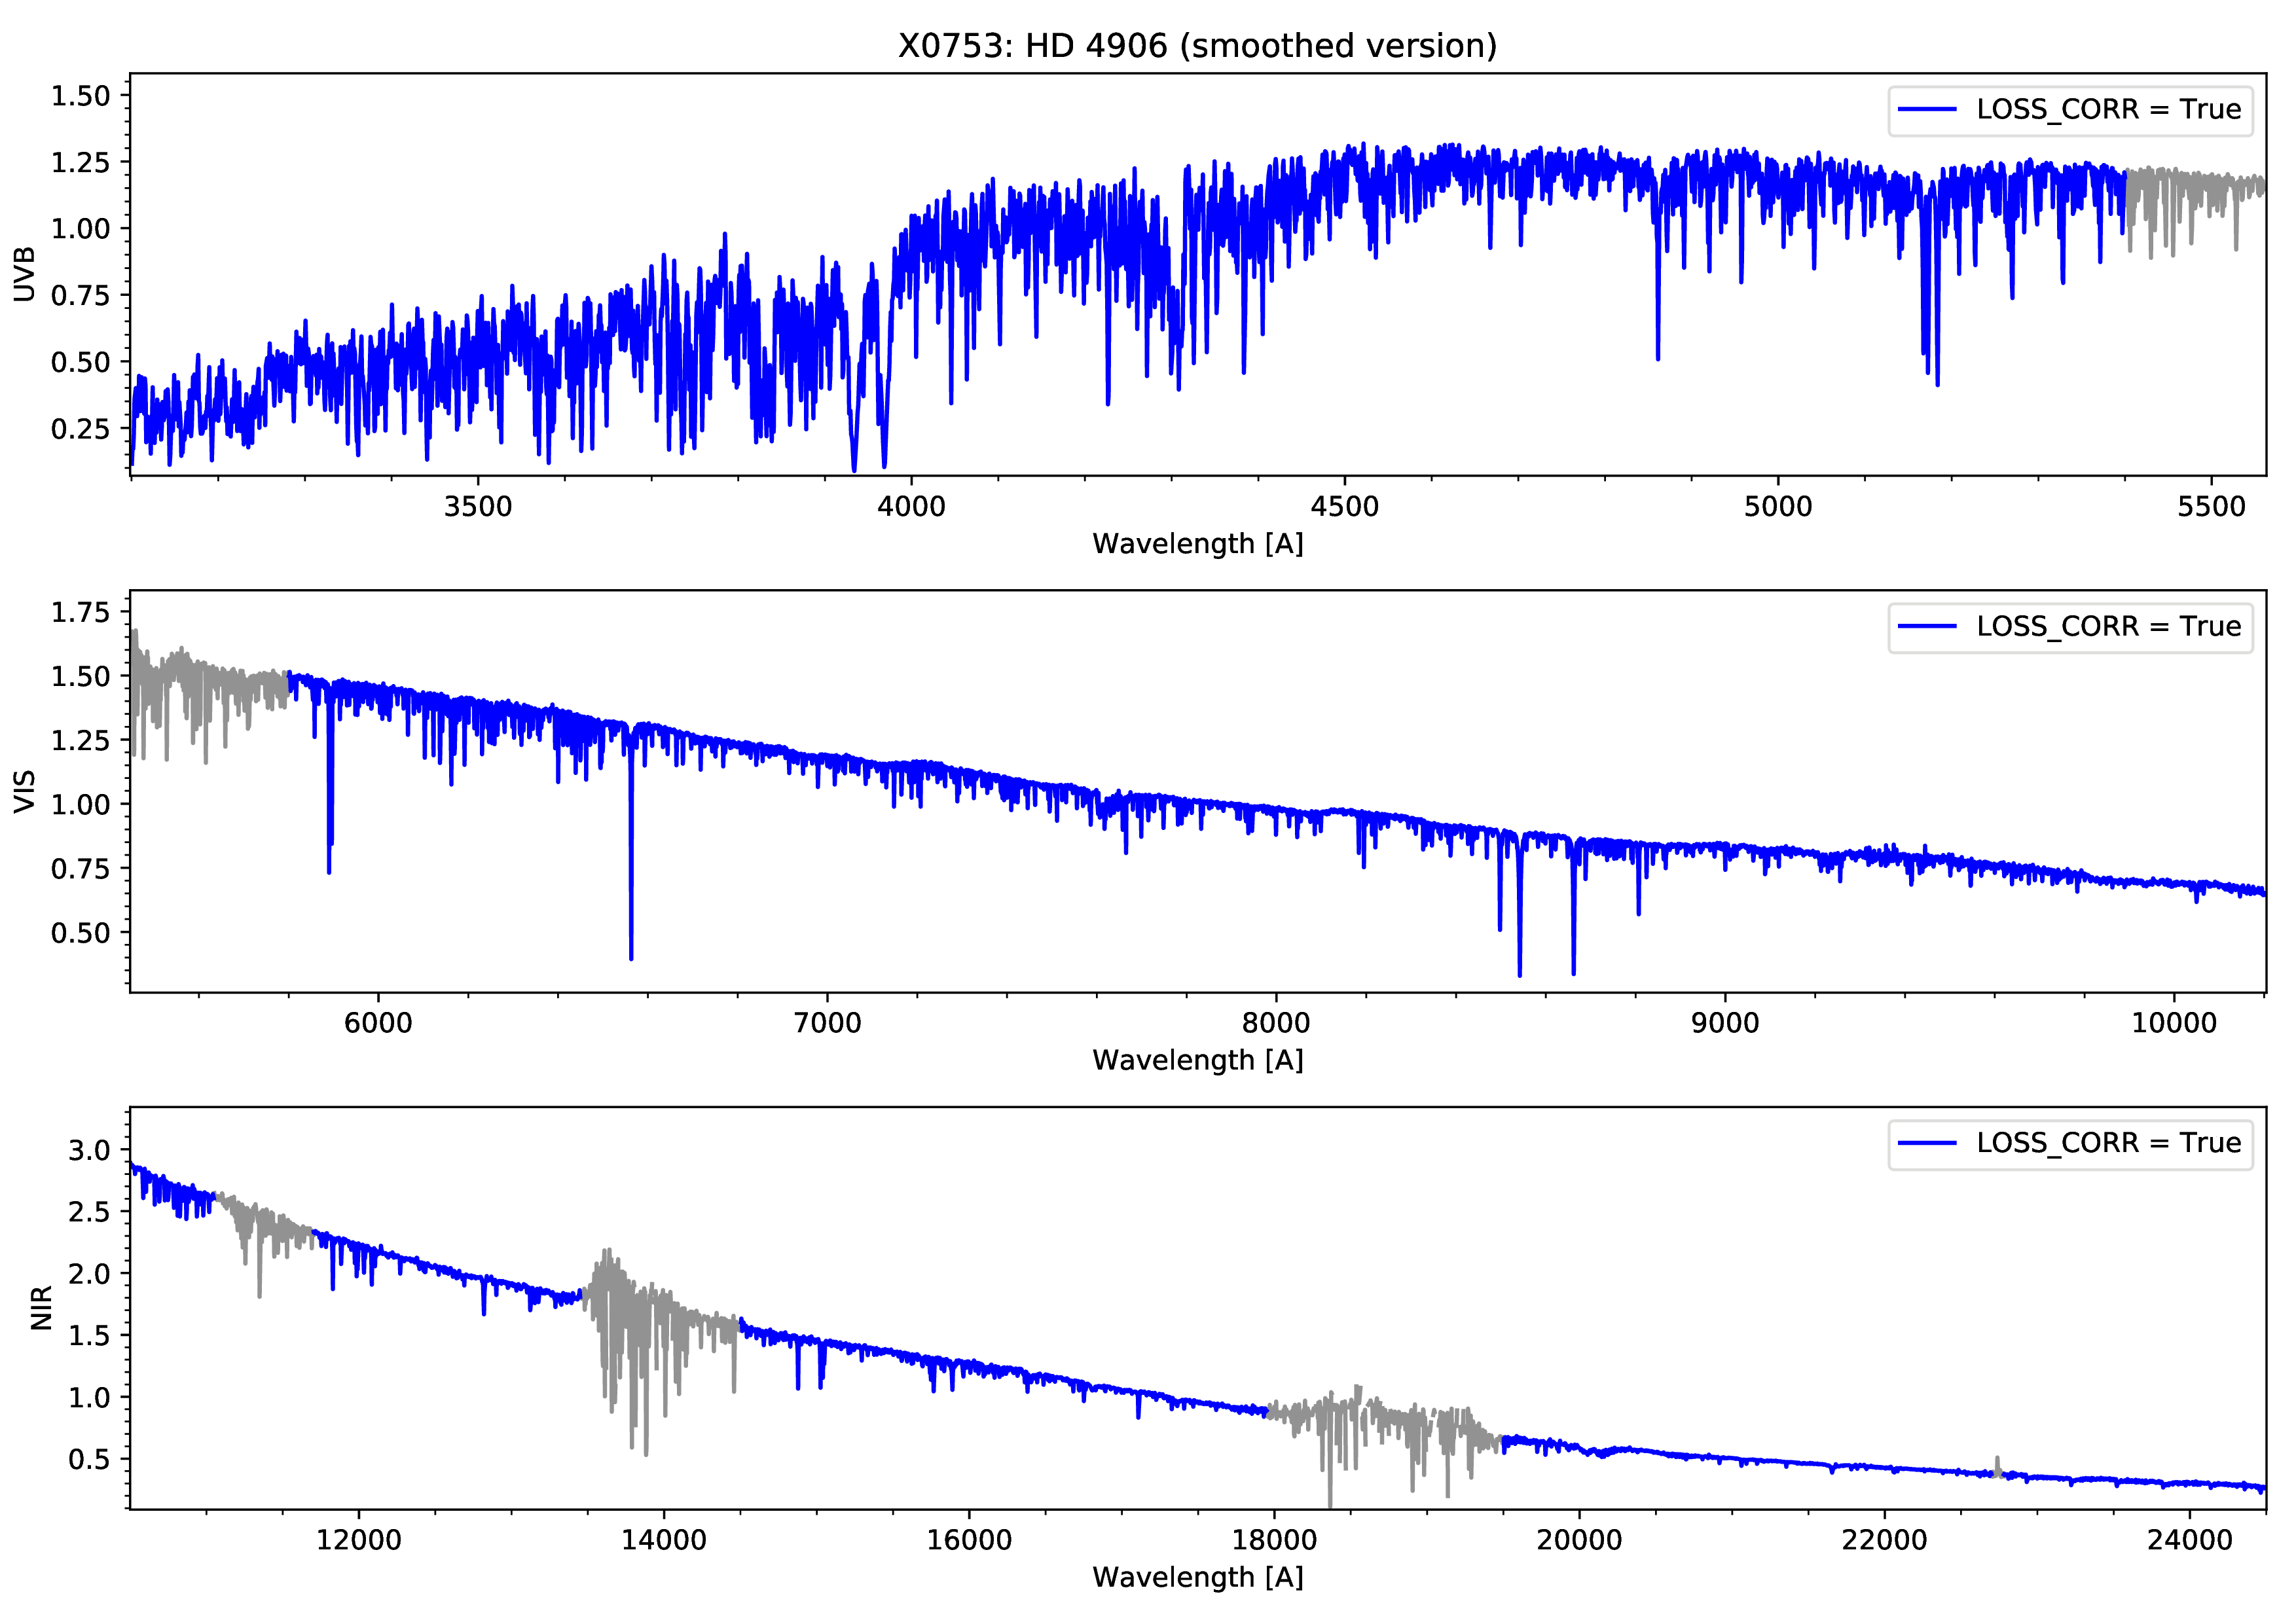 X0753: HD 4906 (smoothed version)
1.50
1.25
1.00
0.75
0.50
0.25
UVB
LOSS_CORR = True
3500 4000 4500 5000 5500
Wavelength [A]
1.75
1.50
1.25
1.00
0.75
0.50
VIS
LOSS_CORR = True
6000 7000 8000 9000 10000
Wavelength [A]
3.0
2.5
2.0
1.5
1.0
0.5
NIR
LOSS_CORR = True
12000 14000 16000 18000 20000 22000 24000
Wavelength [A]